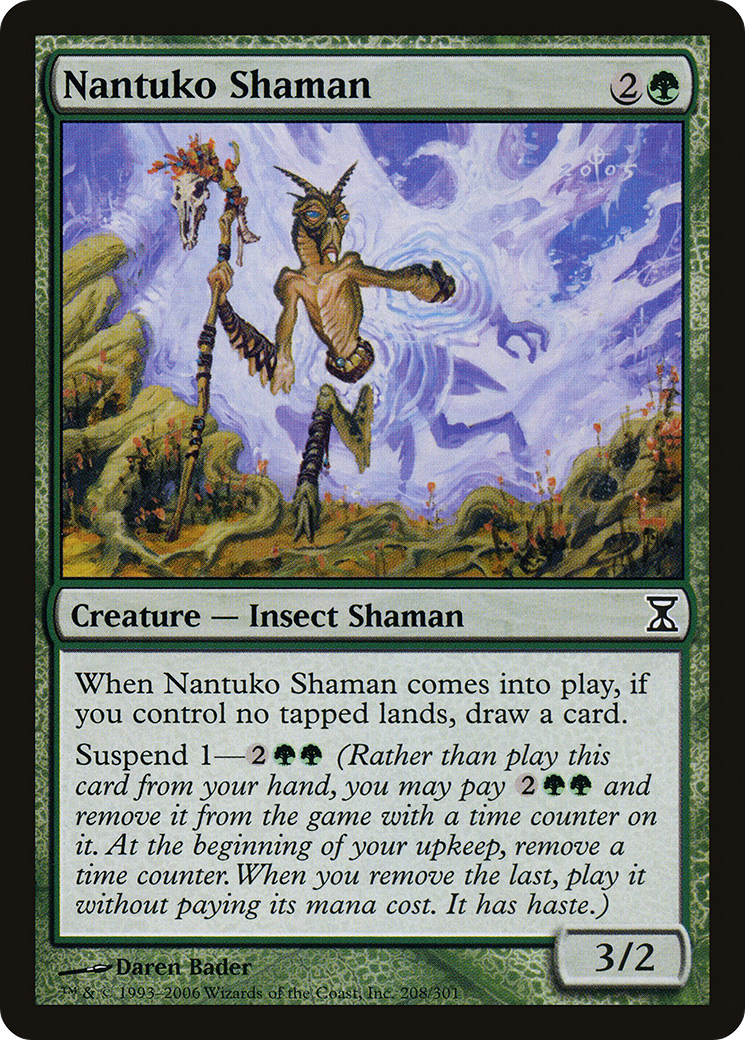 Nantuko Shaman 2
2005
Creature — Insect Shaman
When Nantuko Shaman comes into play, if
you control no tapped lands, draw a card.
Suspend 1—2 (Rather than play this
card from your hand, you may pay 2 and
remove it from the game with a time counter on
it. At the beginning of your upkeep, remove a
time counter. When you remove the last, play it
without paying its mana cost. It has haste.)
3/2
Daren Bader
™ & © 1993–2006 Wizards of the Coast, Inc. 208/301